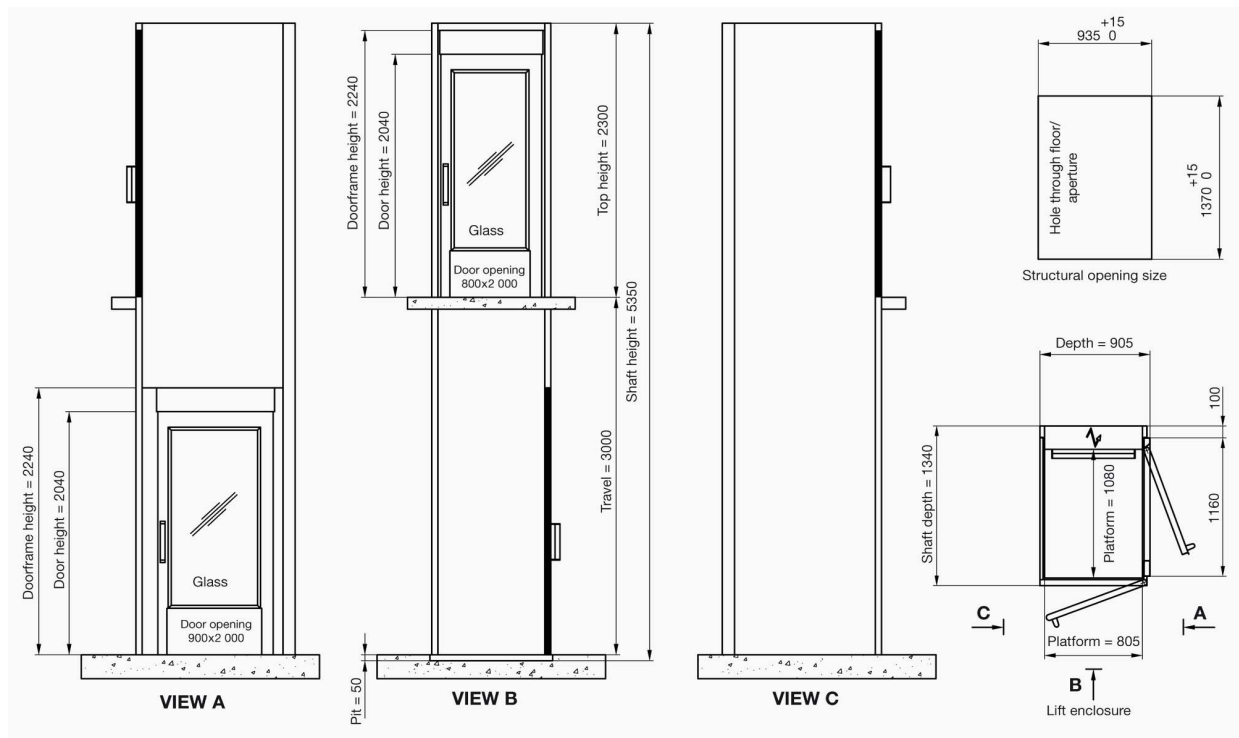 Doorframe height = 2240
Door height = 2040
Glass
Door opening
900x2 000
VIEW A
Doorframe height = 2240
Door height = 2040
Glass
Door opening
800x2 000
Top height = 2300
Shaft height = 5350
Travel = 3000
Pit = 50
VIEW B
VIEW C
+15
935 0
Hole through floor/
aperture
+15
1370 0
Structural opening size
Depth = 905
100
Shaft depth = 1340
Platform = 1080
1160
C
A
Platform = 805
B
Lift enclosure